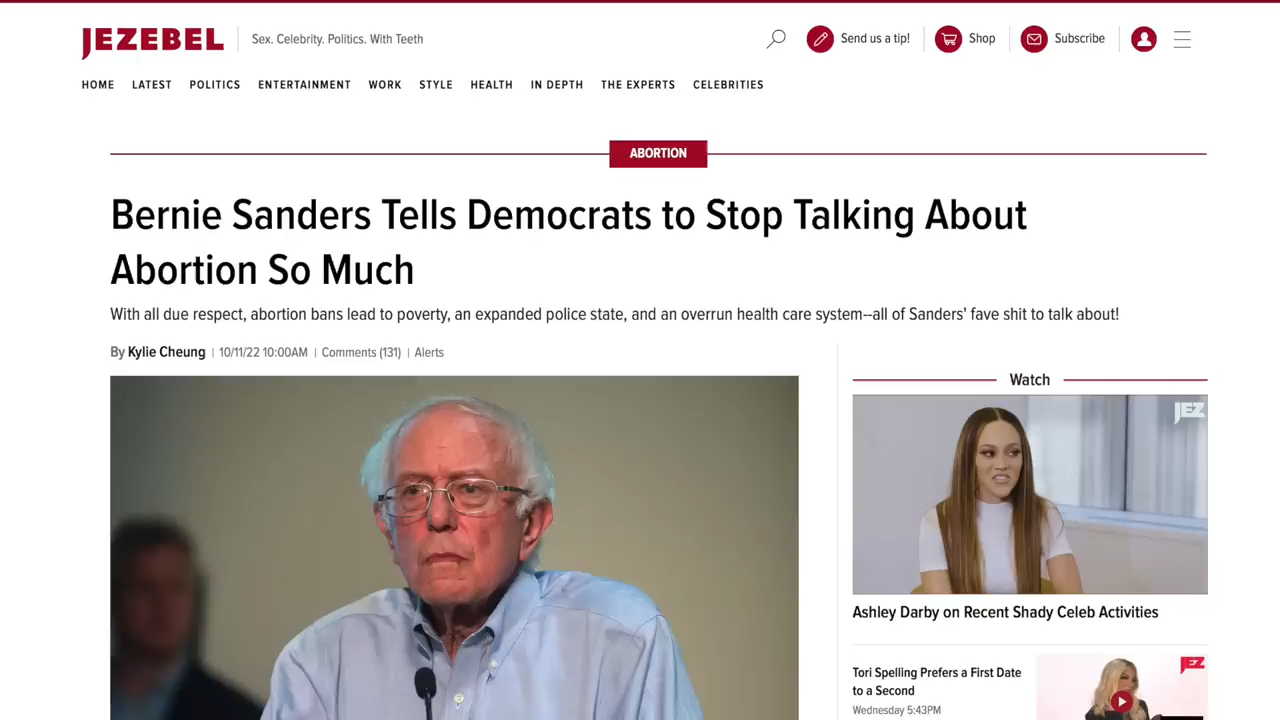 JEZEBEL
Sex. Celebrity. Politics. With Teeth
Send us a tip!
Shop
Subscribe
HOME LATEST POLITICS ENTERTAINMENT WORK STYLE HEALTH IN DEPTH THE EXPERTS CELEBRITIES
ABORTION
Bernie Sanders Tells Democrats to Stop Talking About
Abortion So Much
With all due respect, abortion bans lead to poverty, an expanded police state, and an overrun health care system--all of Sanders' fave shit to talk about!
By Kylie Cheung | 10/11/22 10:00AM | Comments (131) | Alerts
Watch
JEZ
Ashley Darby on Recent Shady Celeb Activities
Tori Spelling Prefers a First Date
to a Second
Wednesday 5:43PM
JEZ